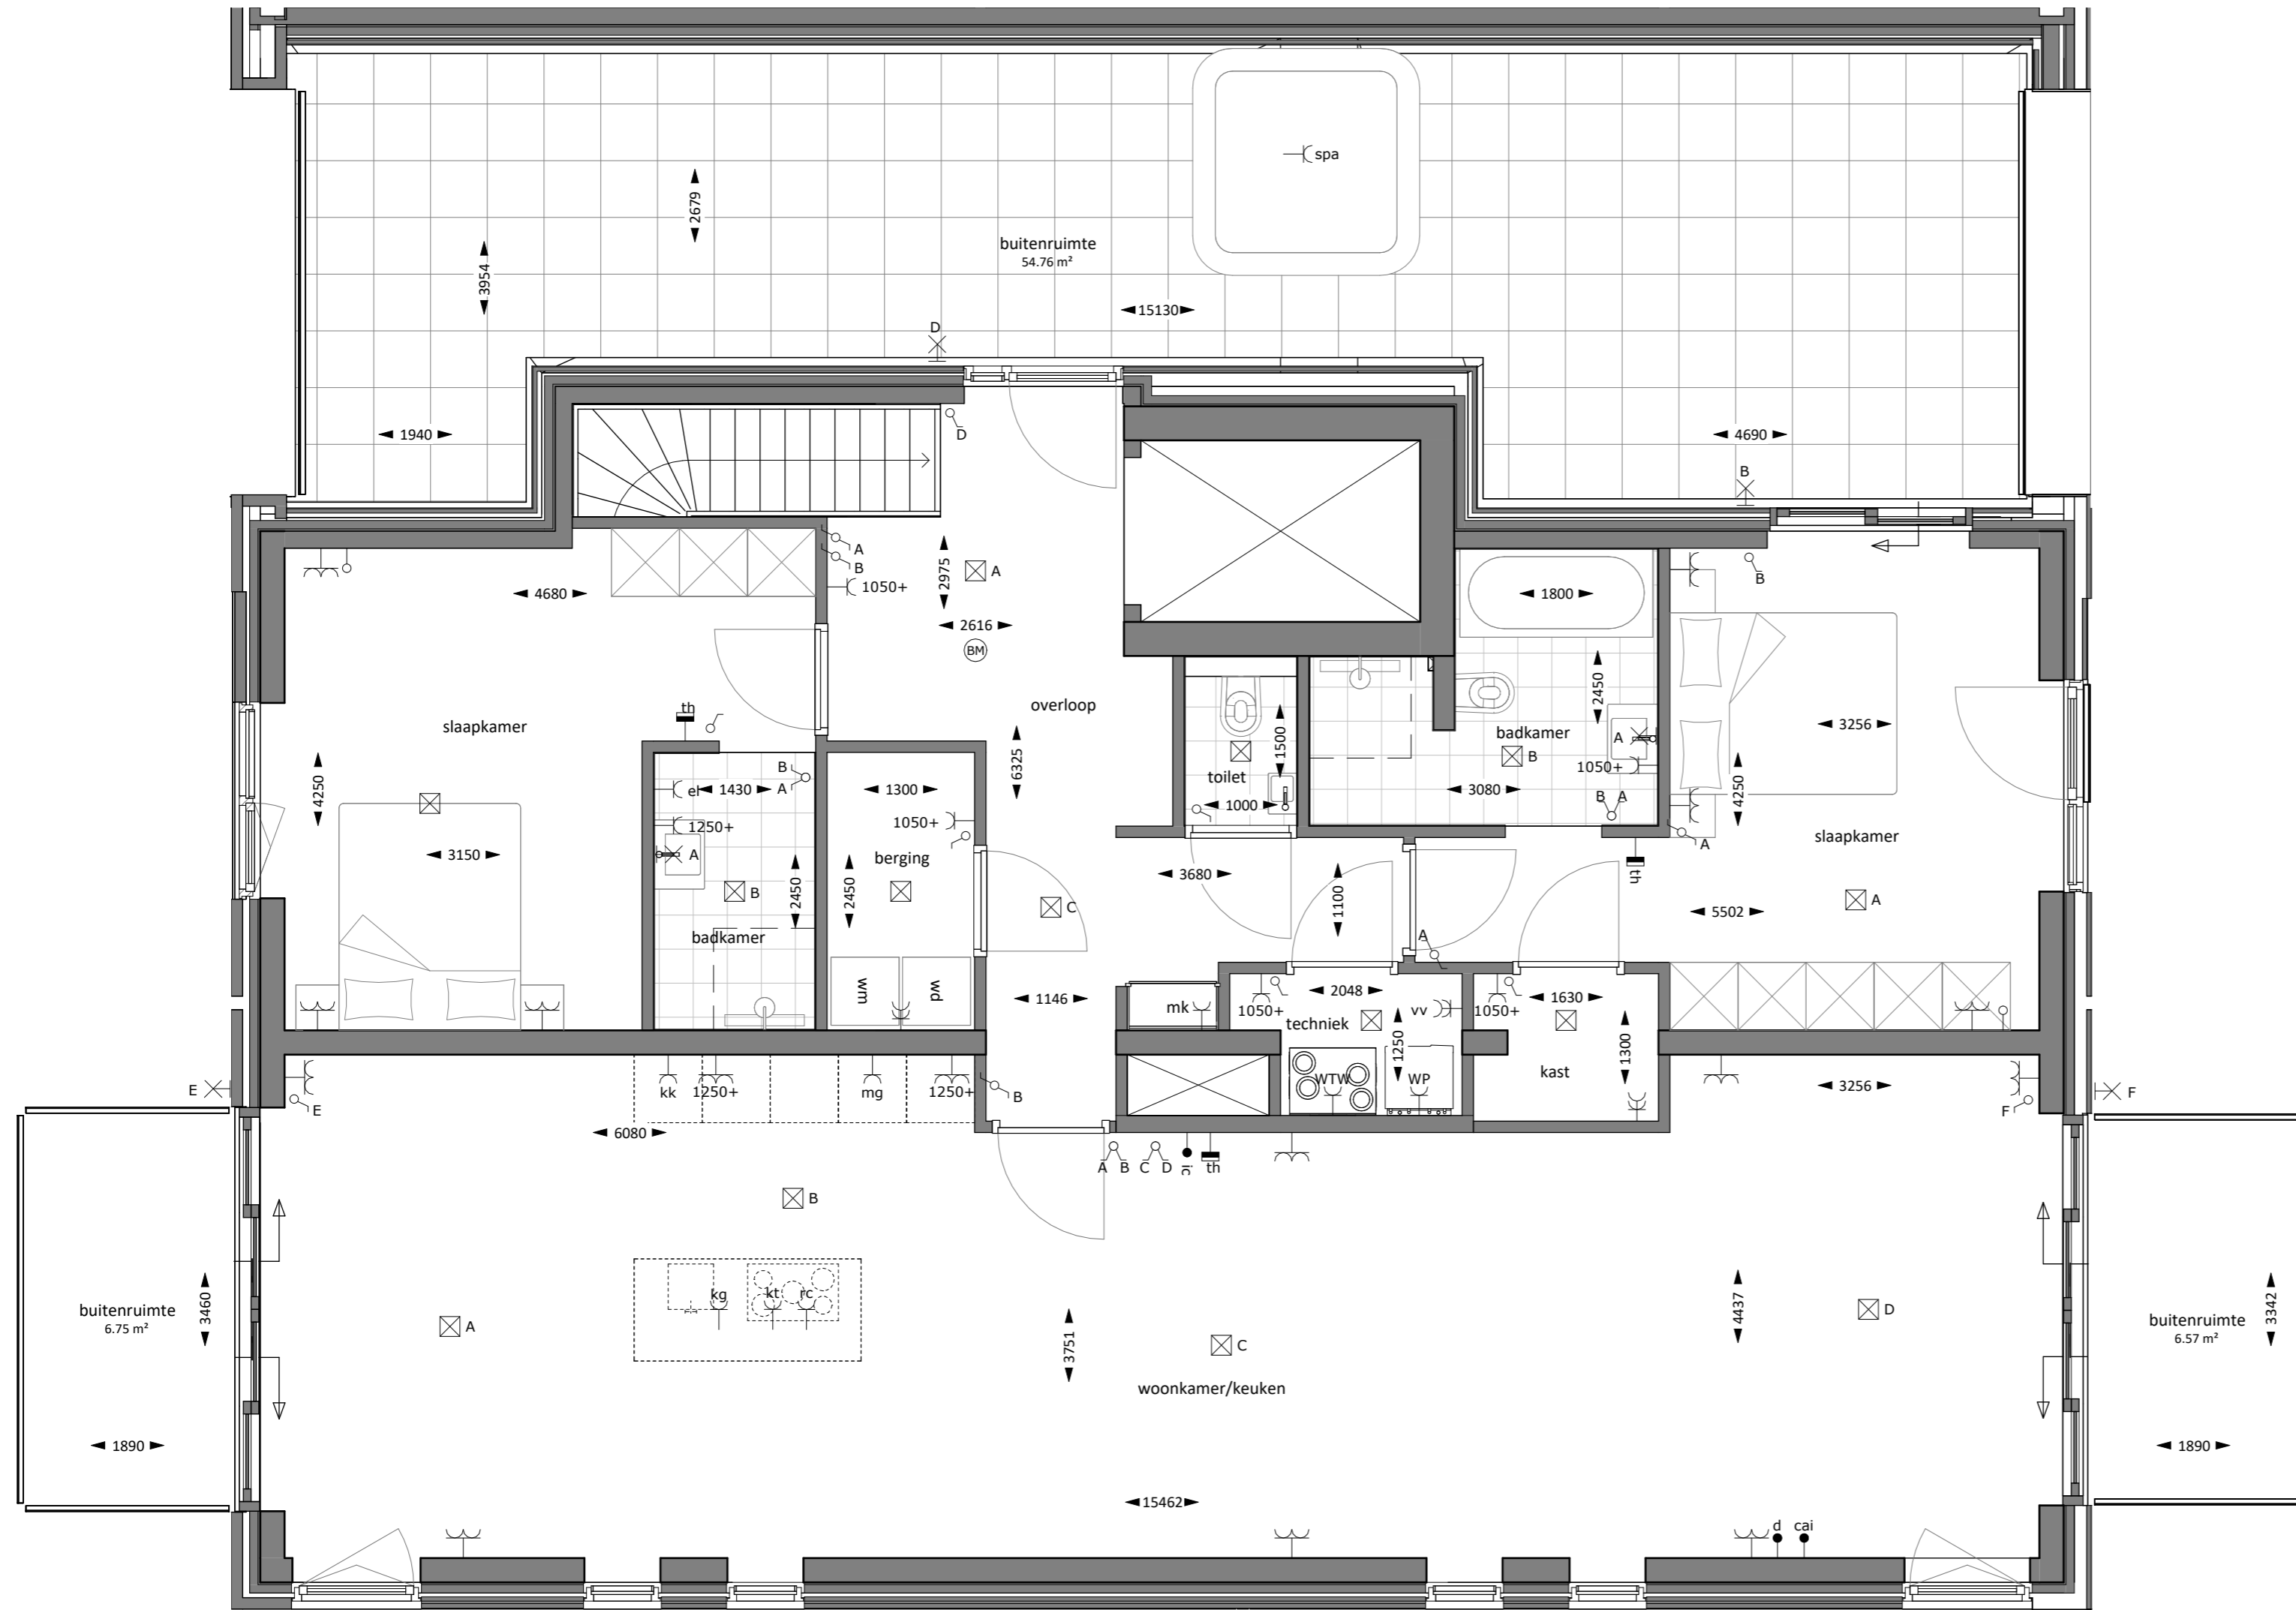 spa
2679
buitenruimte
54.76 m²
3954
15130
D
1940
D
4690
B
A
B
1050+
2975
A
4680
2616
BM
1800
B
overloop
th
slaapkamer
2450
badkamer
A
B
1050+
3256
6325
1500
toilet
1000
4250
B
A
el
1430
1300
3080
B A
4250
1250+
1050+
A
slaapkamer
3150
A
berging
2450
B
2450
3680
1100
th
A
C
5502
A
badkamer
wm
wd
1146
mk
1050+
2048
techniek
vv
1050+
1630
1250
1300
kast
E
E
kk
1250+
mg
1250+
B
WTW
WP
3256
F
F
6080
A B C D ic th
B
buitenruimte
6.75 m²
3460
A
kg
kt
rc
3751
C
4437
D
buitenruimte
6.57 m²
3342
woonkamer/keuken
1890
1890
15462
d
cai